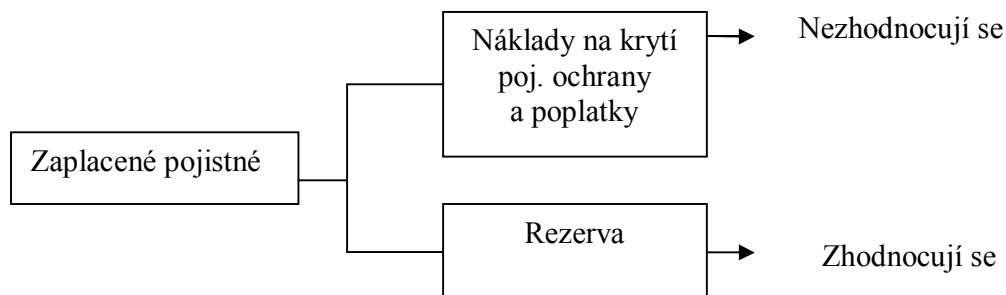 Náklady na krytí
poj. ochrany
a poplatky
Nezhodnocují se
Zaplacené pojistné
Rezerva
Zhodnocují se